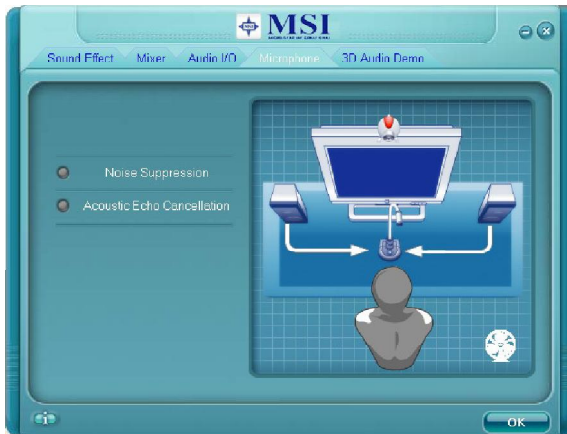 MSI
Sound Effect Mixer Audio I/O Microphone 3D Audio Demo
Noise Suppression
Acoustic Echo Cancellation
i
OK